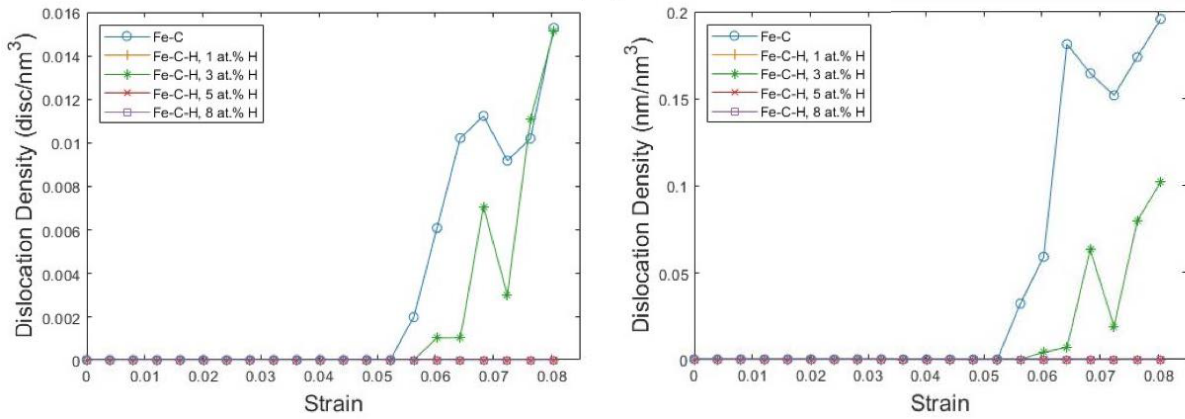 Dislocation Density (disc/nm³)
0.016
0.014
0.012
0.01
0.008
0.006
0.004
0.002
0
Fe-C
Fe-C-H, 1 at.% H
Fe-C-H, 3 at.% H
Fe-C-H, 5 at.% H
Fe-C-H, 8 at.% H
0 0.01 0.02 0.03 0.04 0.05 0.06 0.07 0.08
Strain
Dislocation Density (nm/nm³)
0.2
0.15
0.1
0.05
0
Fe-C
Fe-C-H, 1 at.% H
Fe-C-H, 3 at.% H
Fe-C-H, 5 at.% H
Fe-C-H, 8 at.% H
0 0.01 0.02 0.03 0.04 0.05 0.06 0.07 0.08
Strain